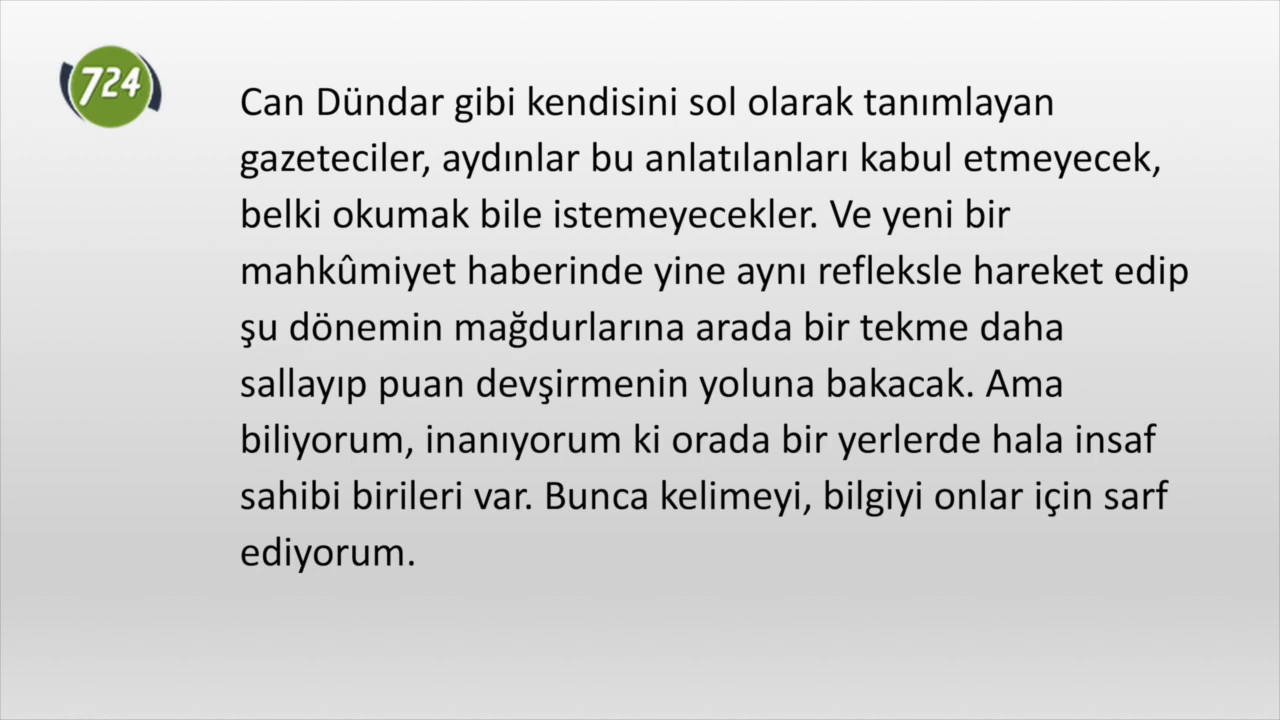 724
Can Dündar gibi kendisini sol olarak tanımlayan
gazeteciler, aydınlar bu anlatılanları kabul etmeyecek,
belki okumak bile istemeyecekler. Ve yeni bir
mahkûmiyet haberinde yine aynı refleksle hareket edip
şu dönemin mağdurlarına arada bir tekme daha
sallayıp puan devşirmenin yoluna bakacak. Ama
biliyorum, inanıyorum ki orada bir yerlerde hala insaf
sahibi birileri var. Bunca kelimeyi, bilgiyi onlar için sarf
ediyorum.